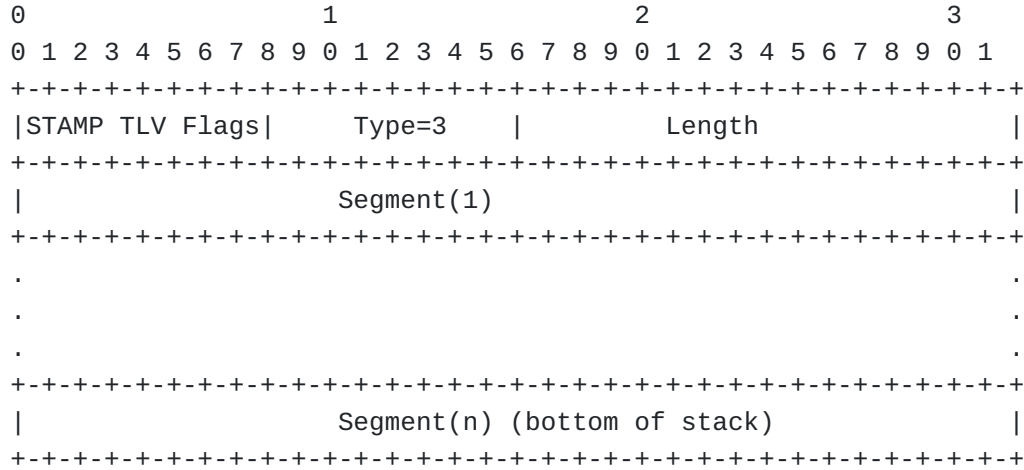 0                   1                   2                   3
0 1 2 3 4 5 6 7 8 9 0 1 2 3 4 5 6 7 8 9 0 1 2 3 4 5 6 7 8 9 0 1
+-+-+-+-+-+-+-+-+-+-+-+-+-+-+-+-+-+-+-+-+-+-+-+-+-+-+-+-+-+-+-+-+
|STAMP TLV Flags|     Type=3    |         Length                |
+-+-+-+-+-+-+-+-+-+-+-+-+-+-+-+-+-+-+-+-+-+-+-+-+-+-+-+-+-+-+-+-+
|                    Segment(1)                                 |
+-+-+-+-+-+-+-+-+-+-+-+-+-+-+-+-+-+-+-+-+-+-+-+-+-+-+-+-+-+-+-+-+
.                                                               .
.                                                               .
.                                                               .
+-+-+-+-+-+-+-+-+-+-+-+-+-+-+-+-+-+-+-+-+-+-+-+-+-+-+-+-+-+-+-+-+
|                    Segment(n) (bottom of stack)               |
+-+-+-+-+-+-+-+-+-+-+-+-+-+-+-+-+-+-+-+-+-+-+-+-+-+-+-+-+-+-+-+-+